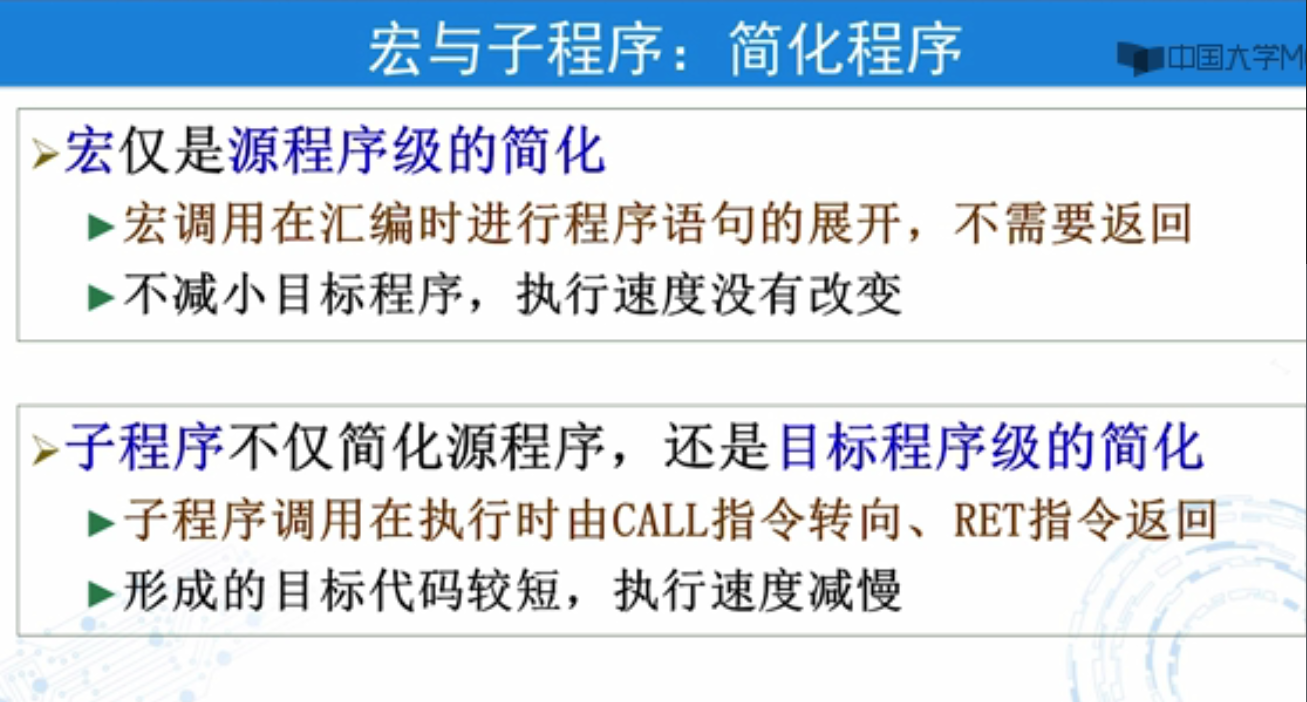 宏与子程序：简化程序
中国大学M
宏仅是源程序级的简化
宏调用在汇编时进行程序语句的展开，不需要返回
不减小目标程序，执行速度没有改变
子程序不仅简化源程序，还是目标程序级的简化
子程序调用在执行时由CALL指令转向、RET指令返回
形成的目标代码较短，执行速度减慢